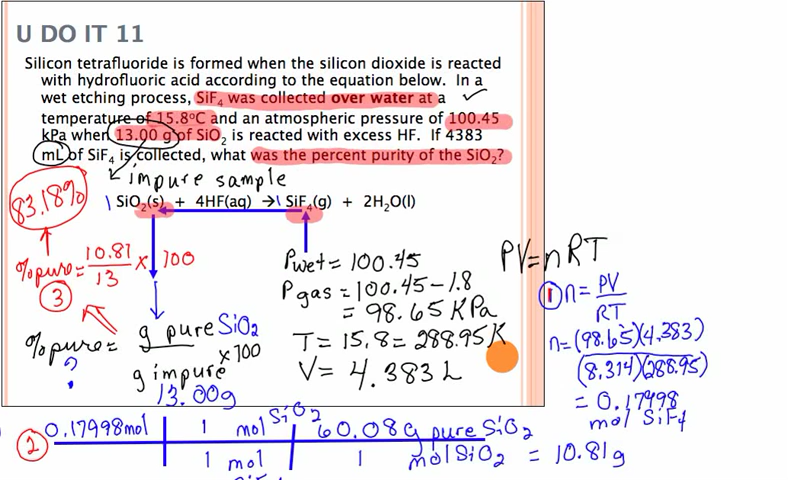 U DO IT 11
Silicon tetrafluoride is formed when the silicon dioxide is reacted
with hydrofluoric acid according to the equation below. In a
wet etching process, SiF₄ was collected over water at a
temperature of 15.8°C and an atmospheric pressure of 100.45
kPa when 13.00 g of SiO₂ is reacted with excess HF. If 4383
mL of SiF₄ is collected, what was the percent purity of the SiO₂?
impure sample
83.18%
1 SiO₂(s) + 4HF(aq) → 1 SiF₄(g) + 2H₂O(l)
%pure = 10.81/13 × 100
3
%pure = g pure SiO₂
g impure × 100
?
13.00g
Pwet = 100.45
Pgas = 100.45 - 1.8
= 98.65 KPa
T = 15.8 = 288.95 K
V = 4.383 L
PV = nRT
1 n = PV
RT
n = (98.65)(4.383)
(8.314)(288.95)
= 0.17998
mol SiF₄
2 0.17998 mol | 1 mol SiO₂ | 60.08 g pure SiO₂
1 mol | 1 mol SiO₂ = 10.81 g